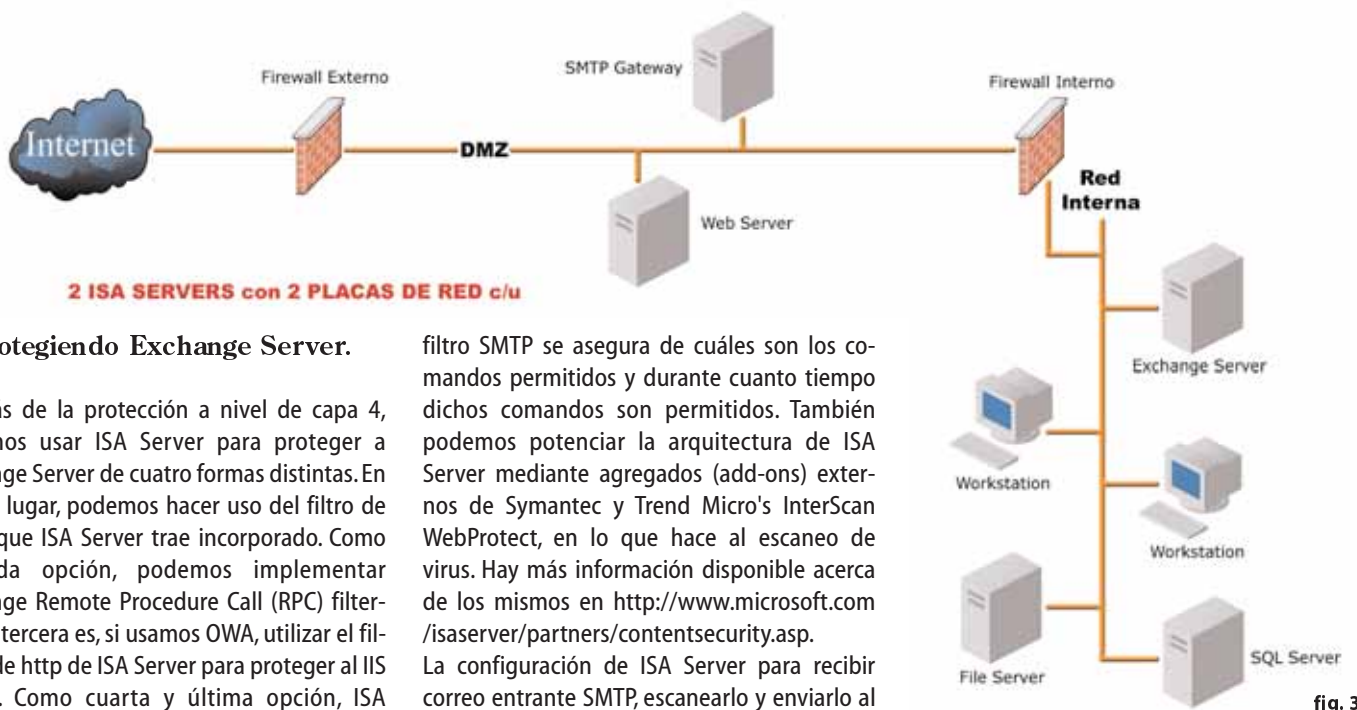 Internet
Firewall Externo
DMZ
SMTP Gateway
Web Server
Firewall Interno
Red
Interna
Exchange Server
Workstation
Workstation
File Server
SQL Server
2 ISA SERVERS con 2 PLACAS DE RED c/u
fig. 3
otegiendo Exchange Server.
as de la protección a nivel de capa 4,
nos usar ISA Server para proteger a
nge Server de cuatro formas distintas. En
lugar, podemos hacer uso del filtro de
que ISA Server trae incorporado. Como
da opción, podemos implementar
nge Remote Procedure Call (RPC) filter-
tercera es, si usamos OWA, utilizar el fil-
de http de ISA Server para proteger al IIS
. Como cuarta y última opción, ISA
filtro SMTP se asegura de cuáles son los co-
mandos permitidos y durante cuanto tiempo
dichos comandos son permitidos. También
podemos potenciar la arquitectura de ISA
Server mediante agregados (add-ons) exter-
nos de Symantec y Trend Micro's InterScan
WebProtect, en lo que hace al escaneo de
virus. Hay más información disponible acerca
de los mismos en http://www.microsoft.com
/isaserver/partners/contentsecurity.asp.
La configuración de ISA Server para recibir
correo entrante SMTP, escanearlo y enviarlo al